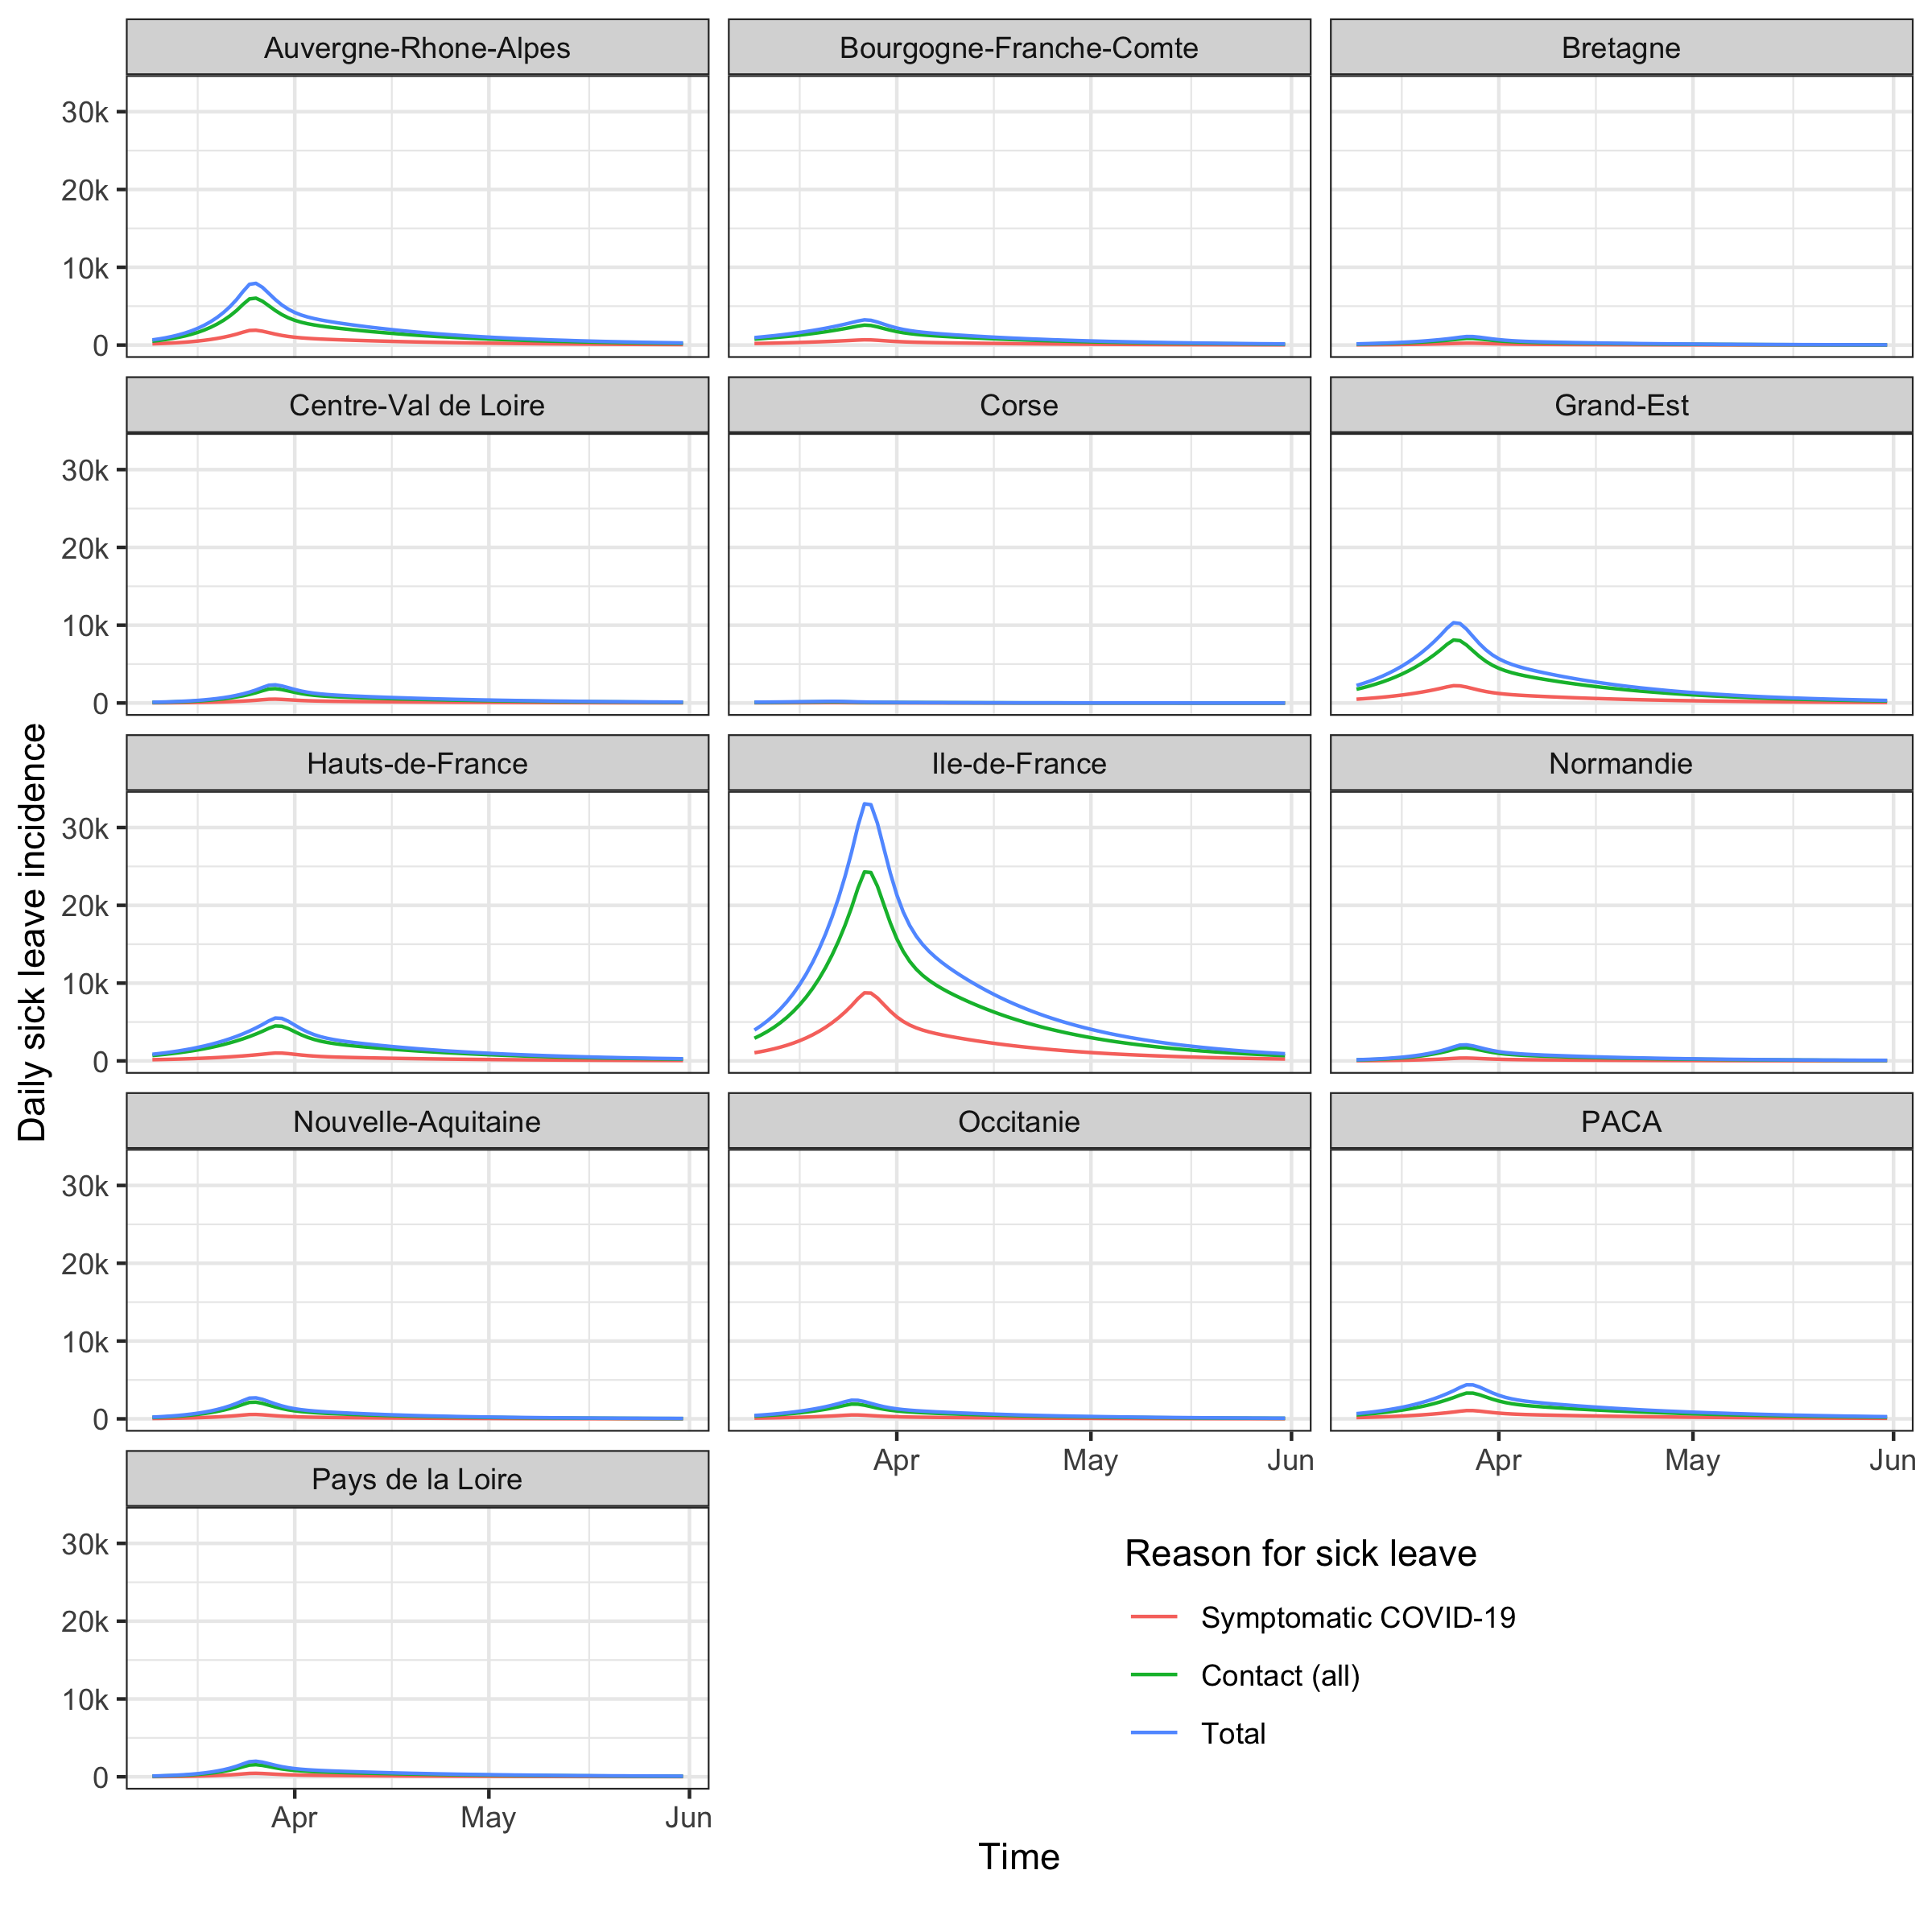 Auvergne-Rhone-Alpes
Bourgogne-Franche-Comte
Bretagne
30k
20k
10k
0
Centre-Val de Loire
Corse
Grand-Est
30k
20k
10k
0
Daily sick leave incidence
Hauts-de-France
Ile-de-France
Normandie
30k
20k
10k
0
Nouvelle-Aquitaine
Occitanie
PACA
30k
20k
10k
0
Apr May Jun
Apr May Jun
Pays de la Loire
30k
20k
10k
0
Apr May Jun
Reason for sick leave
Symptomatic COVID-19
Contact (all)
Total
Time